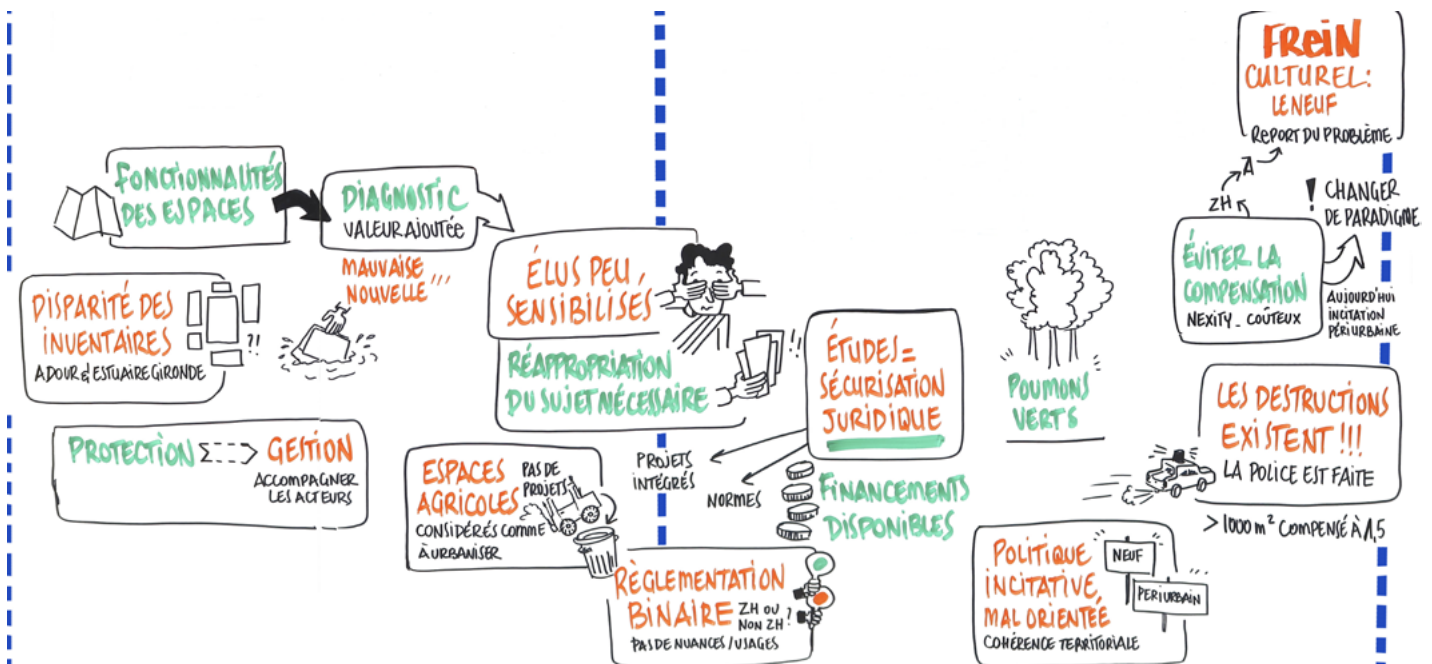 FONCTIONNALITÉS
DES ESPACES
DIAGNOSTIC
VALEUR AJOUTÉE
MAUVAISE
NOUVELLE
DISPARITÉ DES
INVENTAIRES
ADOUR & ESTUAIRE GIRONDE
?!
PROTECTION
GESTION
ACCOMPAGNER
LES ACTEURS
ÉLUS PEU
SENSIBILISÉS
RÉAPPROPRIATION
DU SUJET NÉCESSAIRE
!!
ESPACES
AGRICOLES
CONSIDÉRÉS COMME
À URBANISER
PAS DE
PROJETS
ÉTUDES =
SÉCURISATION
JURIDIQUE
PROJETS
INTÉGRÉS
NORMES
FINANCEMENTS
DISPONIBLES
RÈGLEMENTATION
BINAIRE
ZH OU
NON ZH ?
PAS DE NUANCES / USAGES
POUMONS
VERTS
FREIN
CULTUREL:
LE NEUF
REPORT DU PROBLÈME
A
ZH
! CHANGER
DE PARADIGME
ÉVITER LA
COMPENSATION
NEXITY_COÛTEUX
AUJOURD'HUI
INCITATION
PÉRIURBAINE
LES DESTRUCTIONS
EXISTENT !!!
LA POLICE EST FAITE
> 1000 m² COMPENSÉ À 1,5
POLITIQUE
INCITATIVE
MAL ORIENTÉE
COHÉRENCE TERRITORIALE
NEUF
PERIURBAIN